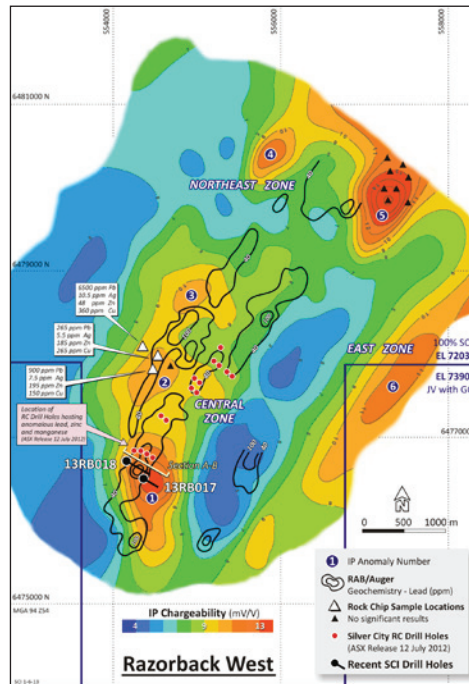 554000
556000
558000
6481000 N
4
NORTHEAST ZONE
5
6479000 N
6500 ppm Pb
10.5 ppm Ag
48 ppm Zn
360 ppm Cu
3
265 ppm Pb
5.5 ppm Ag
185 ppm Zn
265 ppm Cu
100% SC
EL 7203
EAST ZONE
900 ppm Pb
7.5 ppm Ag
195 ppm Zn
150 ppm Cu
2
EL 7390
JV with G
6
CENTRAL
ZONE
Location of
RC Drill Holes hosting
anomalous lead, zinc
and manganese
(ASX Release 12 July 2012)
6477000 N
Section A-B
13RB018
13RB017
1
0 500 1000 m
1 IP Anomaly Number
RAB/Auger
Geochemistry - Lead (ppm)
Rock Chip Sample Locations
No significant results
Silver City RC Drill Holes
(ASX Release 12 July 2012)
Recent SCI Drill Holes
6475000 N
MGA 94 Z54
IP Chargeability (mV/V)
4 9 13
Razorback West